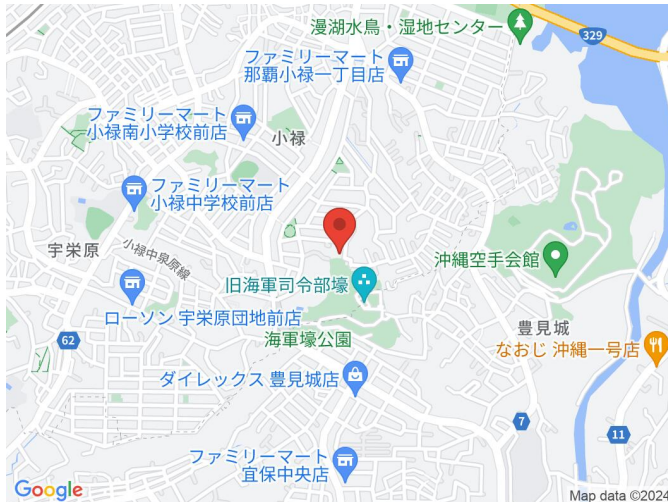 漫湖水鳥・湿地センター
329
ファミリーマート
那覇小禄一丁目店
ファミリーマート
小禄南小学校前店
小禄
ファミリーマート
小禄中学校前店
宇栄原
小禄中泉原線
旧海軍司令部壕
沖縄空手会館
ローソン 宇栄原団地前店
海軍壕公園
豊見城
62
なおじ 沖縄一号店
ダイレックス 豊見城店
7
11
ファミリーマート
宜保中央店
Google
Map data ©2024